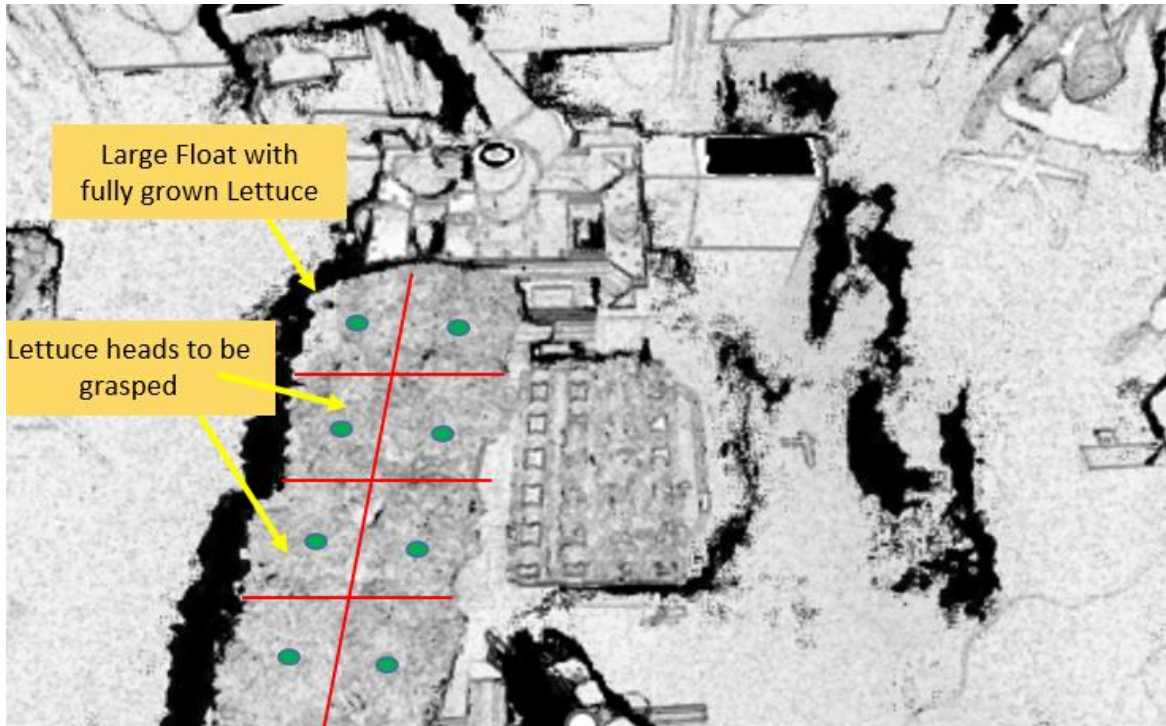 Large Float with
fully grown Lettuce
Lettuce heads to be
grasped